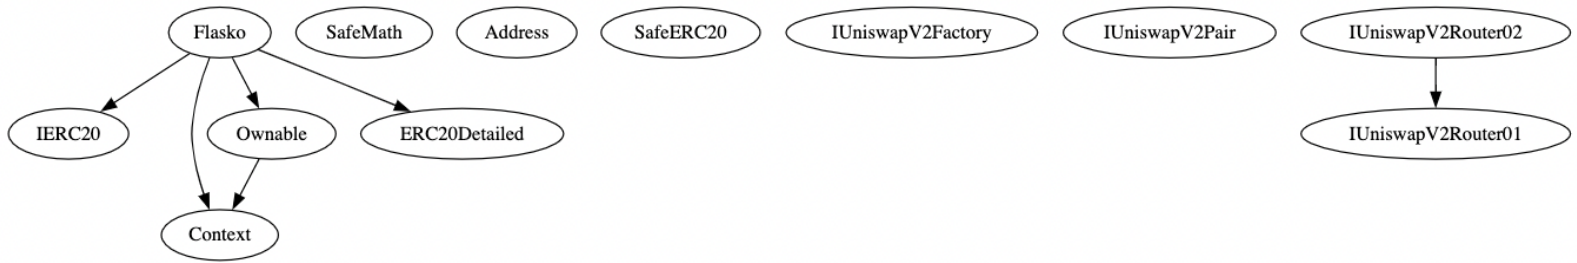 Flasko
SafeMath
Address
SafeERC20
IUniswapV2Factory
IUniswapV2Pair
IUniswapV2Router02
IERC20
Ownable
ERC20Detailed
IUniswapV2Router01
Context